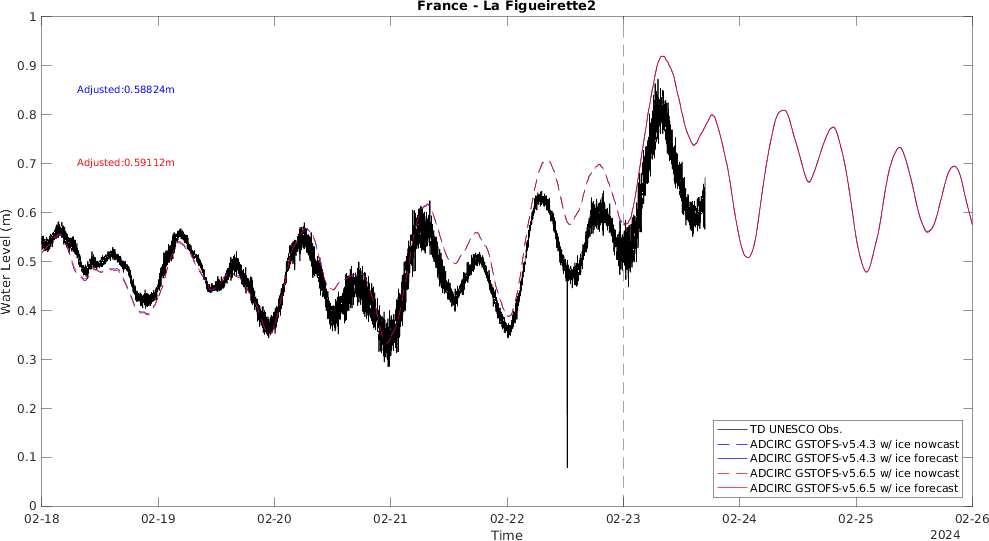 France - La Figueirette2
1
0.9
0.8
0.7
0.6
0.5
0.4
0.3
0.2
0.1
0
Water Level (m)
Adjusted:0.58824m
Adjusted:0.59112m
TD UNESCO Obs.
ADCIRC GSTOFS-v5.4.3 w/ ice nowcast
ADCIRC GSTOFS-v5.4.3 w/ ice forecast
ADCIRC GSTOFS-v5.6.5 w/ ice nowcast
ADCIRC GSTOFS-v5.6.5 w/ ice forecast
02-18 02-19 02-20 02-21 02-22 02-23 02-24 02-25 02-26
Time
2024